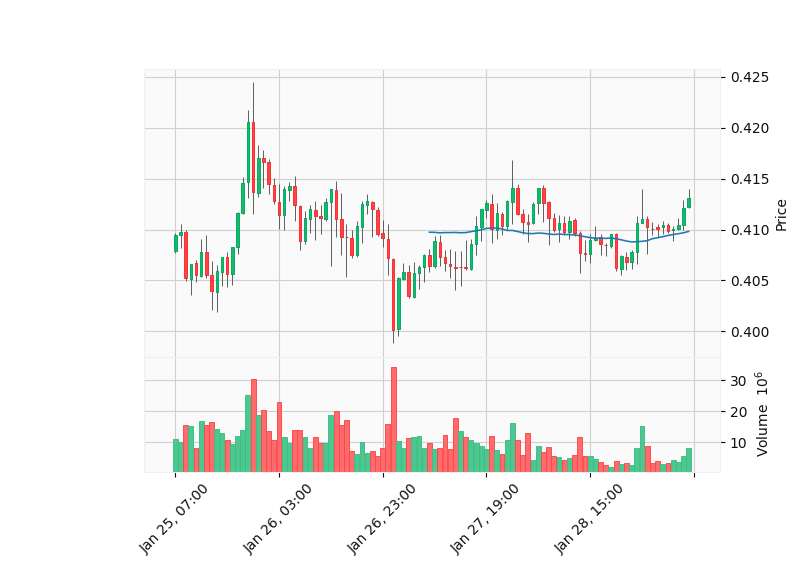 0.425
0.420
0.415
0.410
0.405
0.400
Price
30
20
10
Volume 10^6
Jan 25, 07:00
Jan 26, 03:00
Jan 26, 23:00
Jan 27, 19:00
Jan 28, 15:00